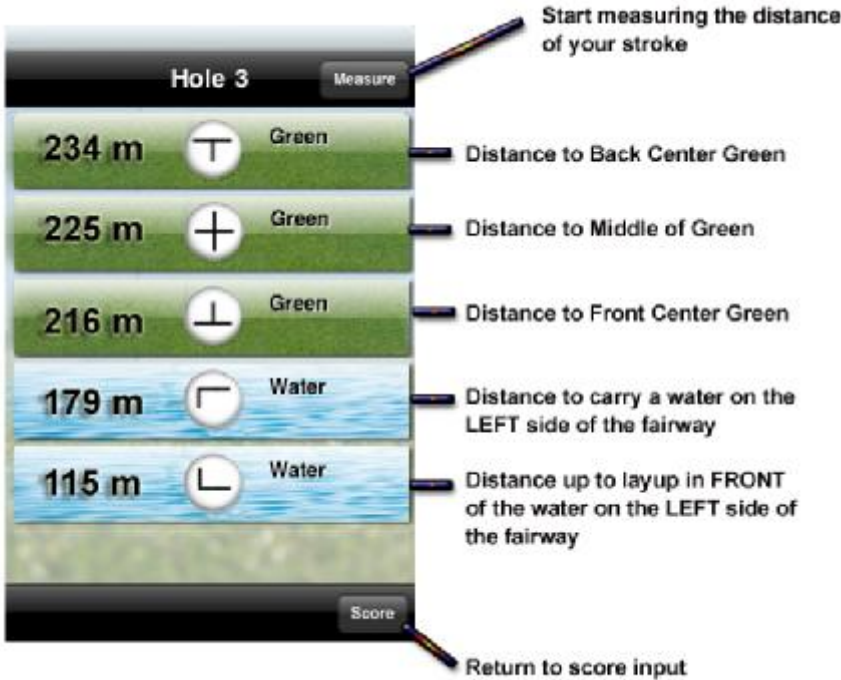 Start measuring the distance
of your stroke
Hole 3
Measure
234 m
Green
Distance to Back Center Green
225 m
Green
Distance to Middle of Green
216 m
Green
Distance to Front Center Green
179 m
Water
Distance to carry a water on the
LEFT side of the fairway
115 m
Water
Distance up to layup in FRONT
of the water on the LEFT side of
the fairway
Score
Return to score input